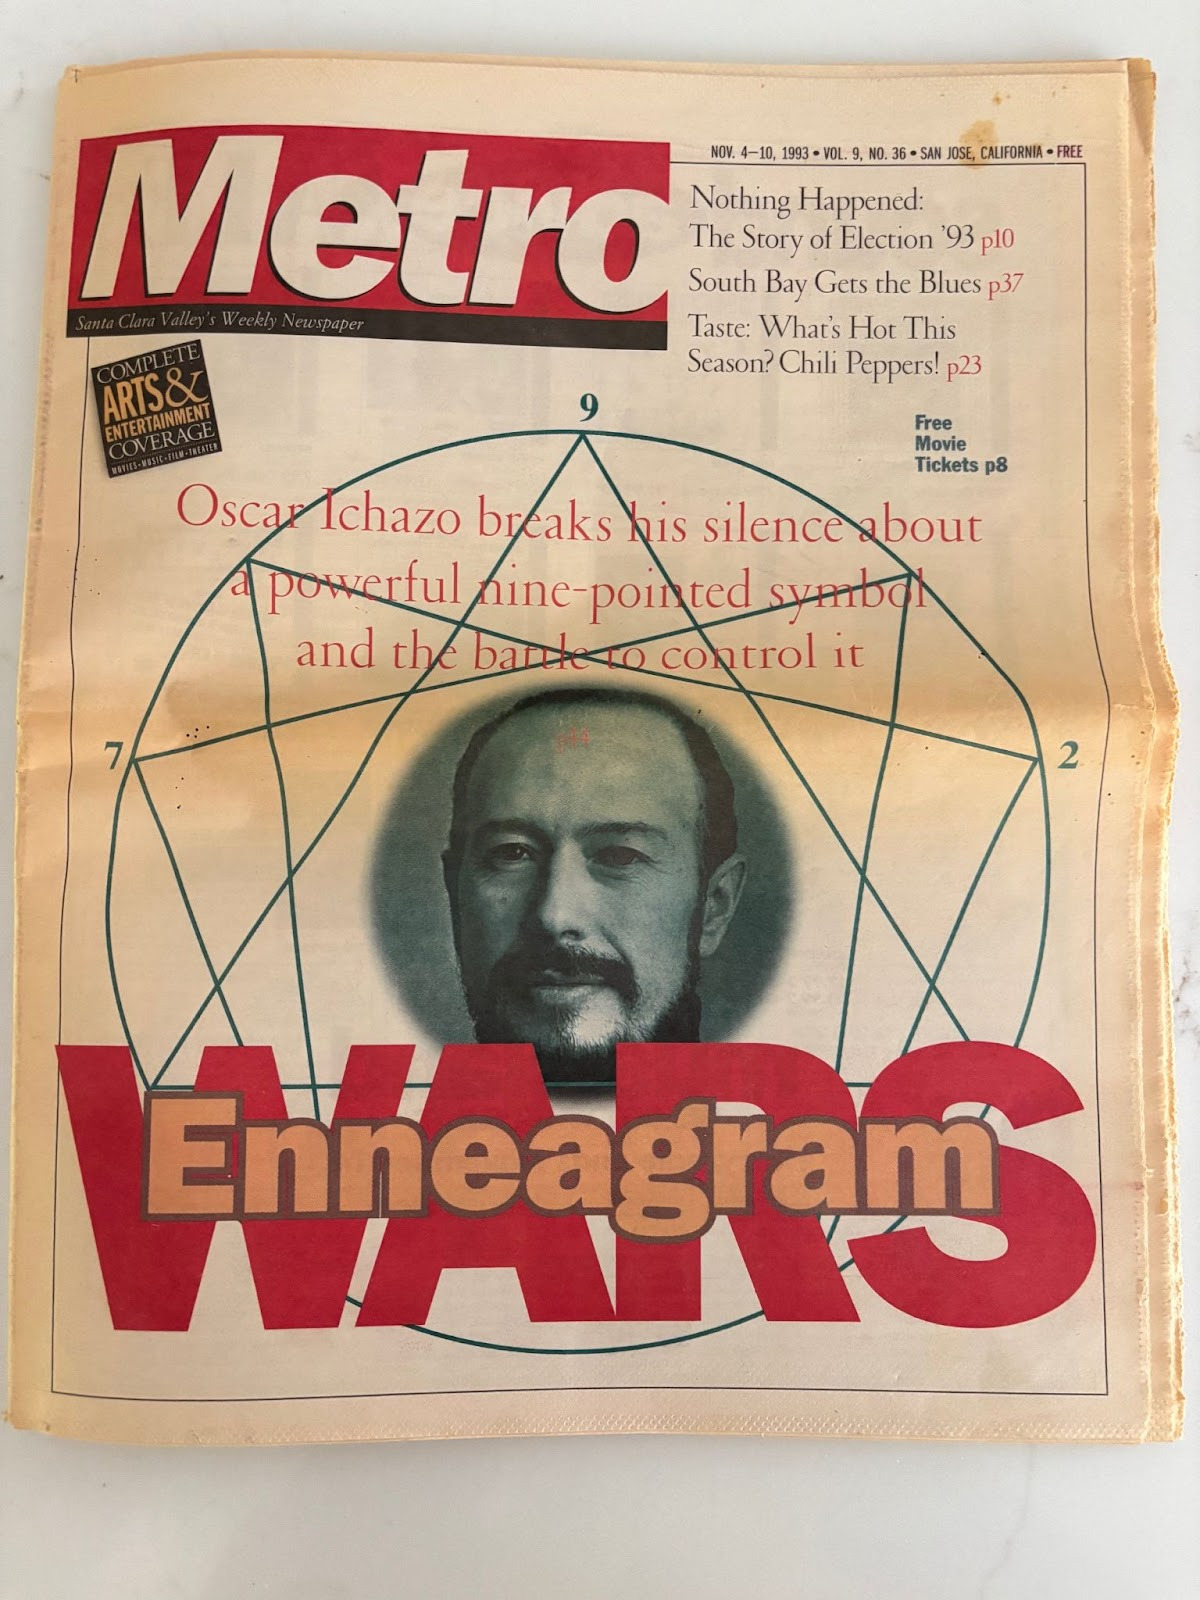 Metro
Santa Clara Valley's Weekly Newspaper
NOV. 4–10, 1993 • VOL. 9, NO. 36 • SAN JOSE, CALIFORNIA • FREE
Nothing Happened:
The Story of Election '93 p10
South Bay Gets the Blues p37
Taste: What's Hot This
Season? Chili Peppers! p23
COMPLETE
ARTS &
ENTERTAINMENT
COVERAGE
MOVIES•MUSIC•FILM•THEATER
Free
Movie
Tickets p8
9
Oscar Ichazo breaks his silence about
a powerful nine-pointed symbol
and the battle to control it
p14
7
2
WARS
Enneagram